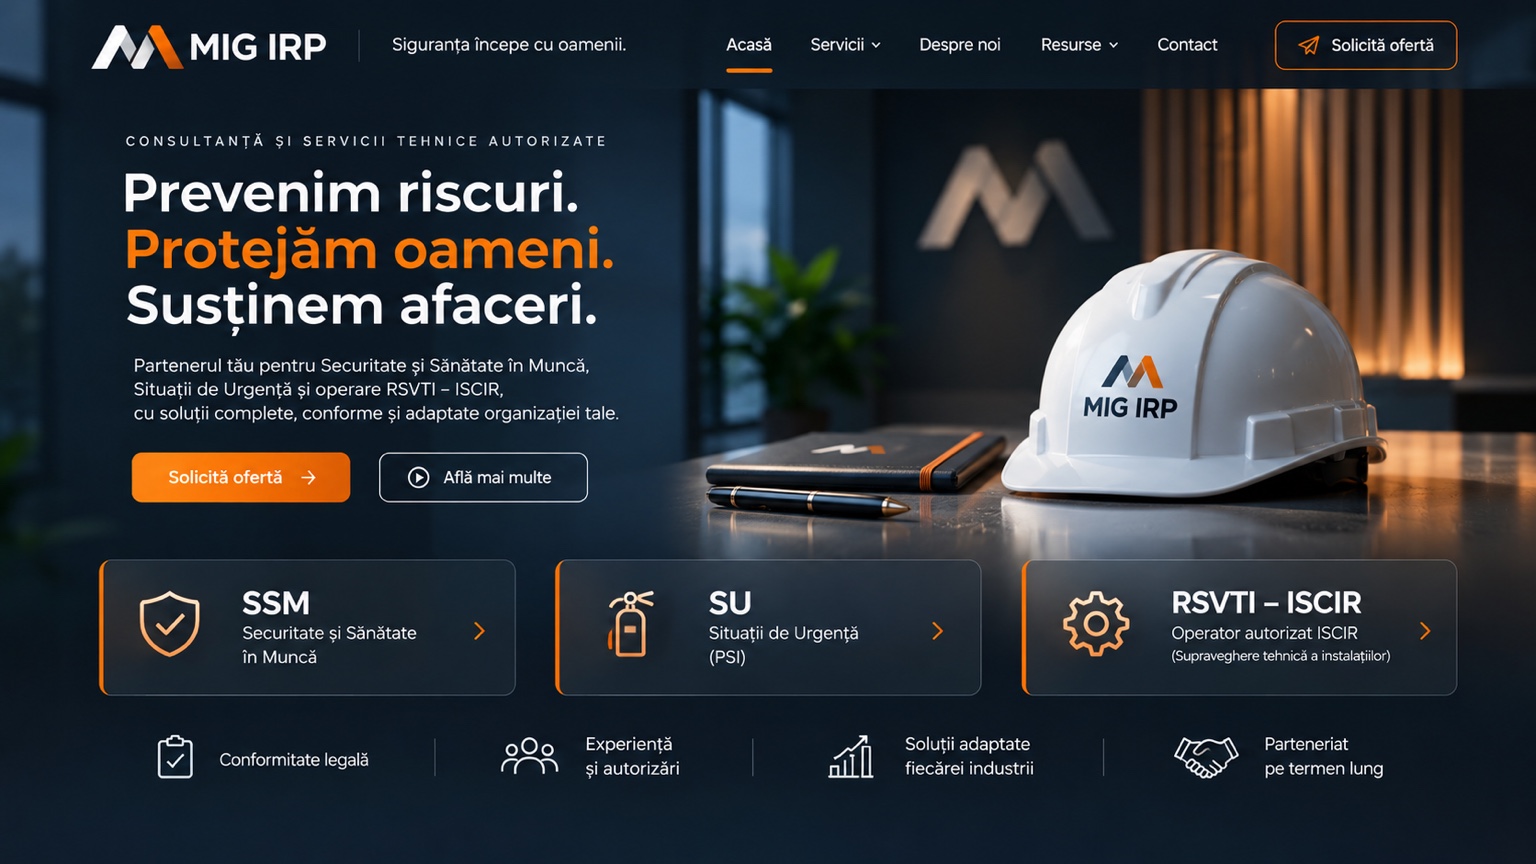 MIG IRP
Siguranța începe cu oamenii.
Acasă
Servicii
Despre noi
Resurse
Contact
Solicită ofertă
CONSULTANȚĂ ȘI SERVICII TEHNICE AUTORIZATE
Prevenim riscuri.
Protejăm oameni.
Susținem afaceri.
Partenerul tău pentru Securitate și Sănătate în Muncă,
Situații de Urgență și operare RSVTI – ISCIR,
cu soluții complete, conforme și adaptate organizației tale.
Solicită ofertă
Află mai multe
MIG IRP
SSM
Securitate și Sănătate
în Muncă
SU
Situații de Urgență
(PSI)
RSVTI – ISCIR
Operator autorizat ISCIR
(Supraveghere tehnică a instalațiilor)
Conformitate legală
Experiență
și autorizări
Soluții adaptate
fiecărei industrii
Parteneriat
pe termen lung